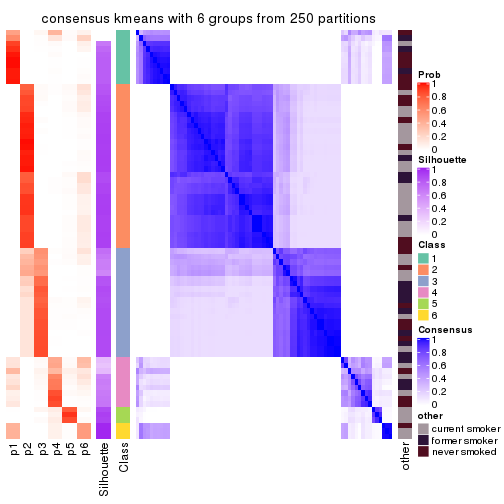 consensus kmeans with 6 groups from 250 partitions
Prob
1
0.8
0.6
0.4
0.2
0
Silhouette
1
0.8
0.6
0.4
0.2
0
Class
1
2
3
4
5
6
Consensus
1
0.8
0.6
0.4
0.2
0
other
current smoker
former smoker
never smoked
p1
p2
p3
p4
p5
p6
Silhouette
Class
other